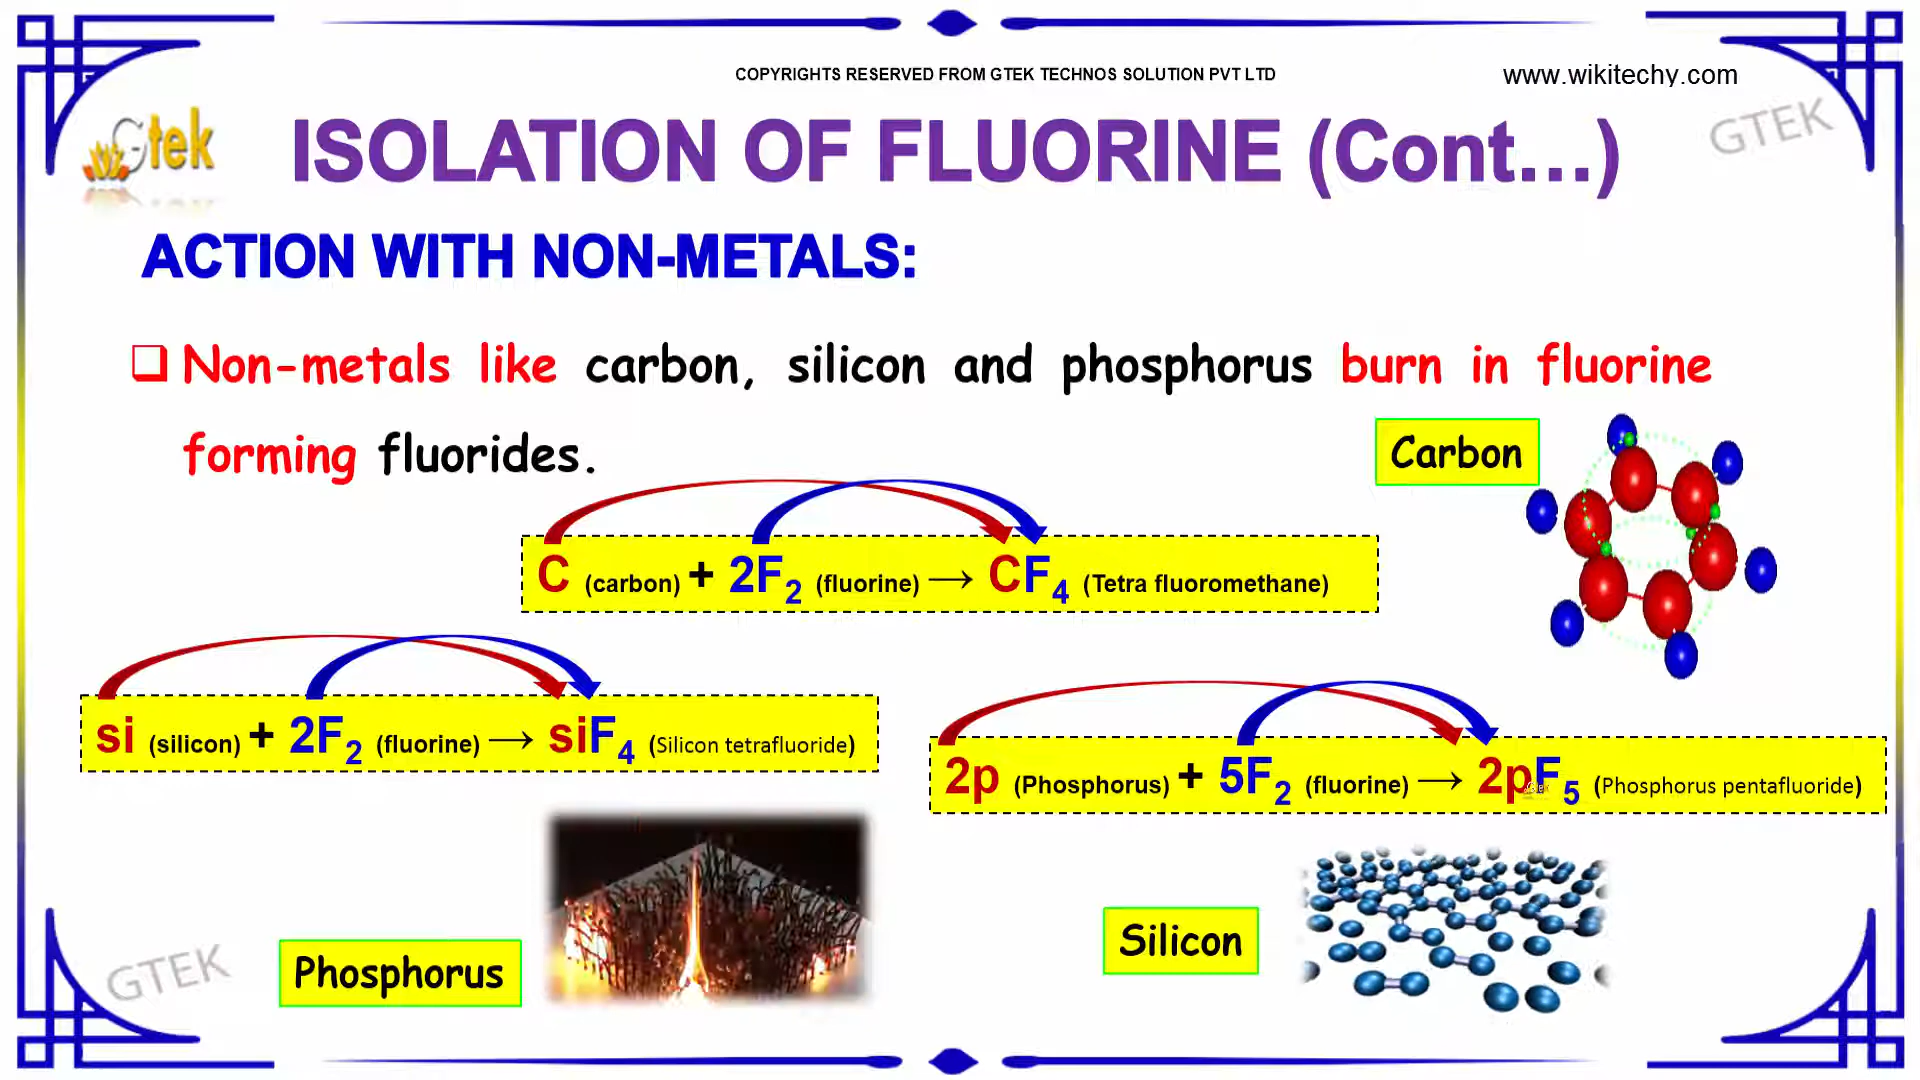 COPYRIGHTS RESERVED FROM GTEK TECHNOS SOLUTION PVT LTD
www.wikitechy.com
Gtek
GTEK
ISOLATION OF FLUORINE (Cont...)
ACTION WITH NON-METALS:
❑ Non-metals like carbon, silicon and phosphorus burn in fluorine
forming fluorides.
Carbon
C (carbon) + 2F₂ (fluorine) → CF₄ (Tetra fluoromethane)
si (silicon) + 2F₂ (fluorine) → siF₄ (Silicon tetrafluoride)
2p (Phosphorus) + 5F₂ (fluorine) → 2pF₅ (Phosphorus pentafluoride)
Phosphorus
Silicon
GTEK